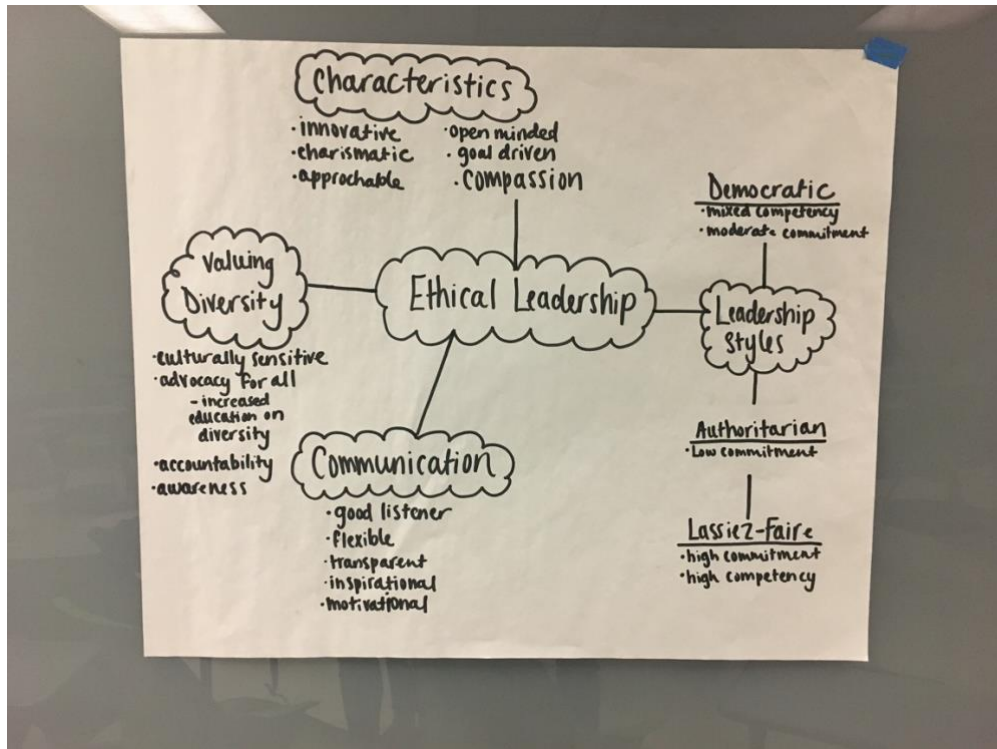 Characteristics
·innovative
·charismatic
·approchable
·open minded
·goal driven
·compassion
Ethical Leadership
Valuing
Diversity
·culturally sensitive
·advocacy for all
-increased
education on
diversity
·accountability
·awareness
Communication
·good listener
·flexible
·transparent
·inspirational
·motivational
Leadership
Styles
Democratic
·mixed competency
·moderate commitment
Authoritarian
·Low commitment
Lassiez-Faire
·high commitment
·high competency